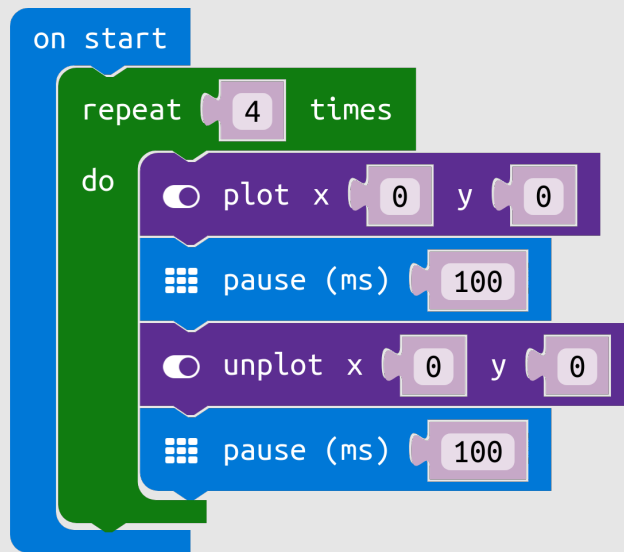 on start
repeat 4 times
do plot x 0 y 0
pause (ms) 100
unplot x 0 y 0
pause (ms) 100